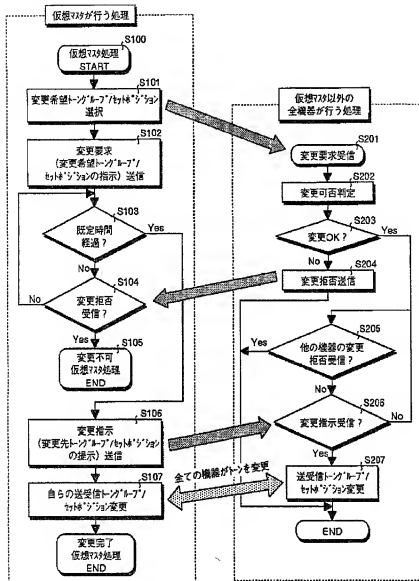 仮想マスタが行う処理
S100
仮想マスタ処理
START
S101
変更希望トーングループ/
セットポジション
選択
S102
変更要求
(変更希望トーングループ/
セットポジションの指示) 送信
S103
既定時間
経過?
Yes
No
S104
変更拒否
受信?
No
Yes
S105
変更不可
仮想マスタ処理
END
S106
変更指示
(変更先トーングループ/セットポジション
の提示) 送信
S107
自らの送受信トーングループ/
セットポジション変更
変更完了
仮想マスタ処理
END
全ての機器がトーンを変更
仮想マスタ以外の
全機器が行う処理
S201
変更要求受信
S202
変更可否判定
S203
変更OK?
Yes
No
S204
変更拒否送信
S205
他の機器の変更
拒否受信?
Yes
No
S206
変更指示受信?
No
Yes
S207
送受信トーングループ/
セットポジション変更
END